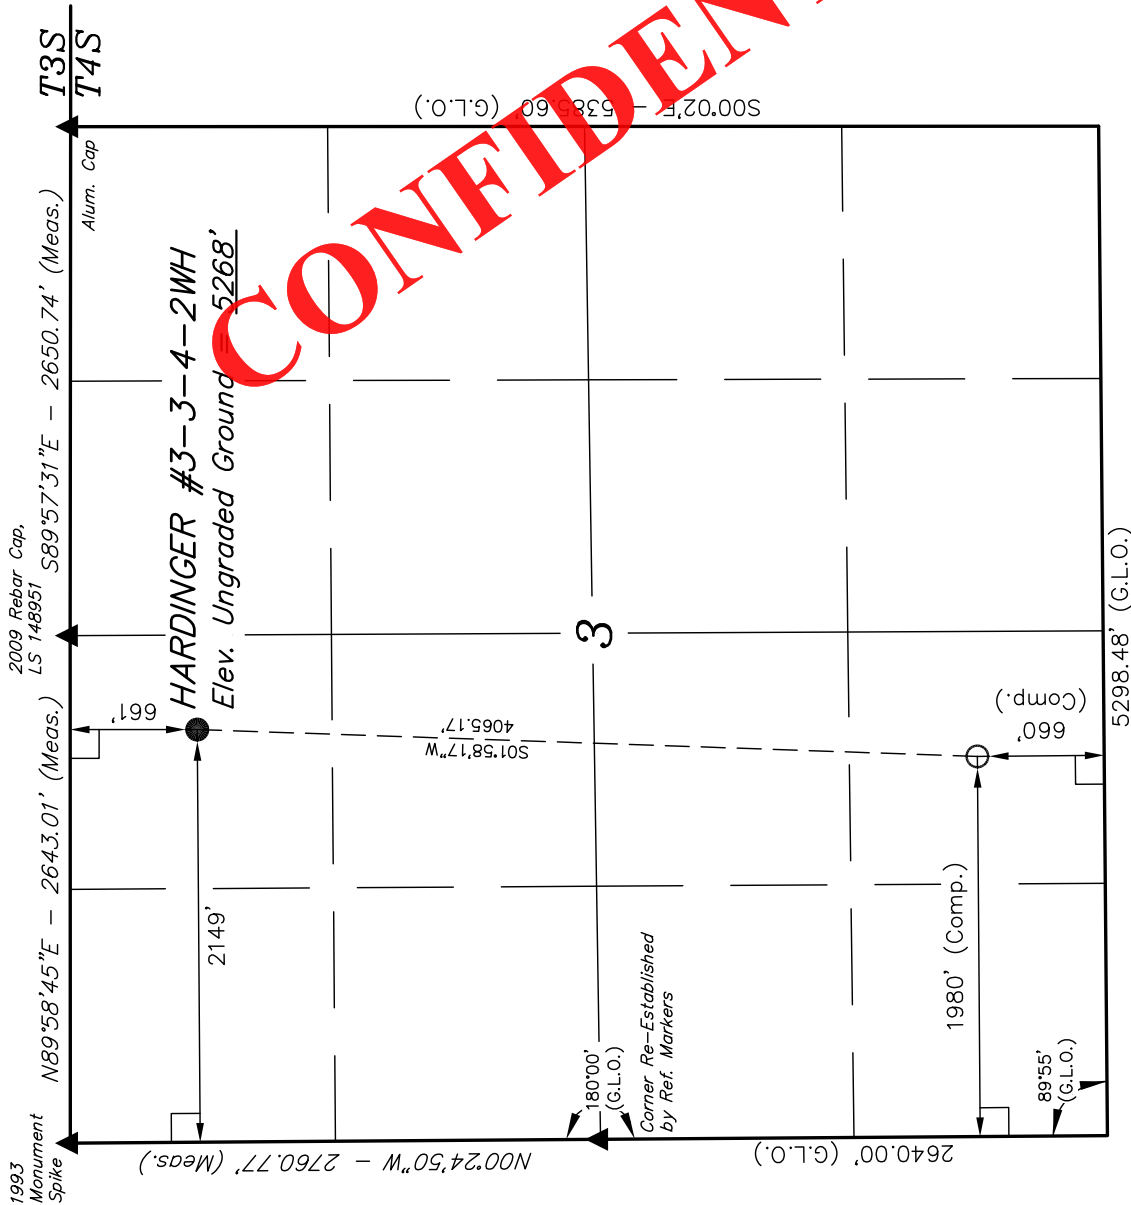 T3S
T4S
1993
Monument
Spike
N89°58'45"E - 2643.01' (Meas.)
2009 Rebar Cap,
LS 148951
S89°57'31"E - 2650.74' (Meas.)
Alum. Cap
661'
HARDINGER #3-3-4-2WH
Elev. Ungraded Ground = 5268'
2149'
S01°58'17"W
4065.17'
3
N00°24'50"W - 2760.77' (Meas.)
S00°02'E - 5385.60' (G.L.O.)
180°00'
(G.L.O.)
Corner Re-Established
by Ref. Markers
2640.00' (G.L.O.)
1980' (Comp.)
660'
(Comp.)
89°55'
(G.L.O.)
5298.48' (G.L.O.)
CONFIDEN